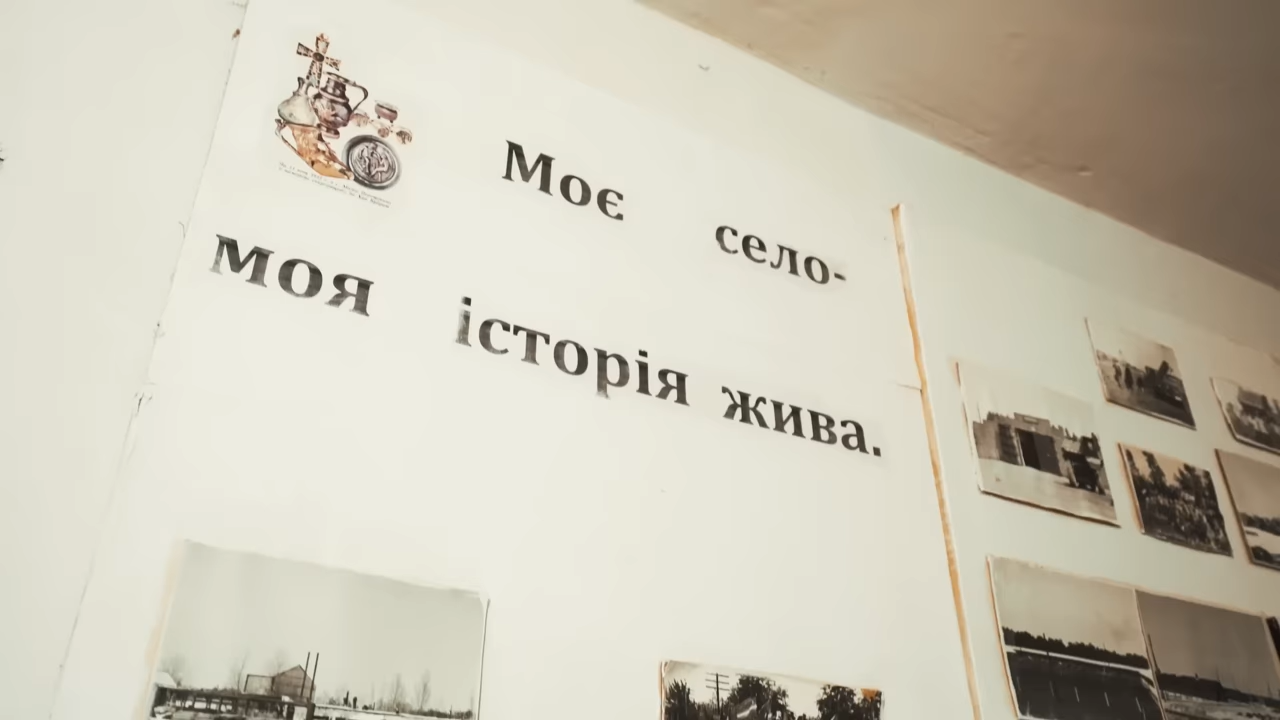 Моє село-
моя історія жива.